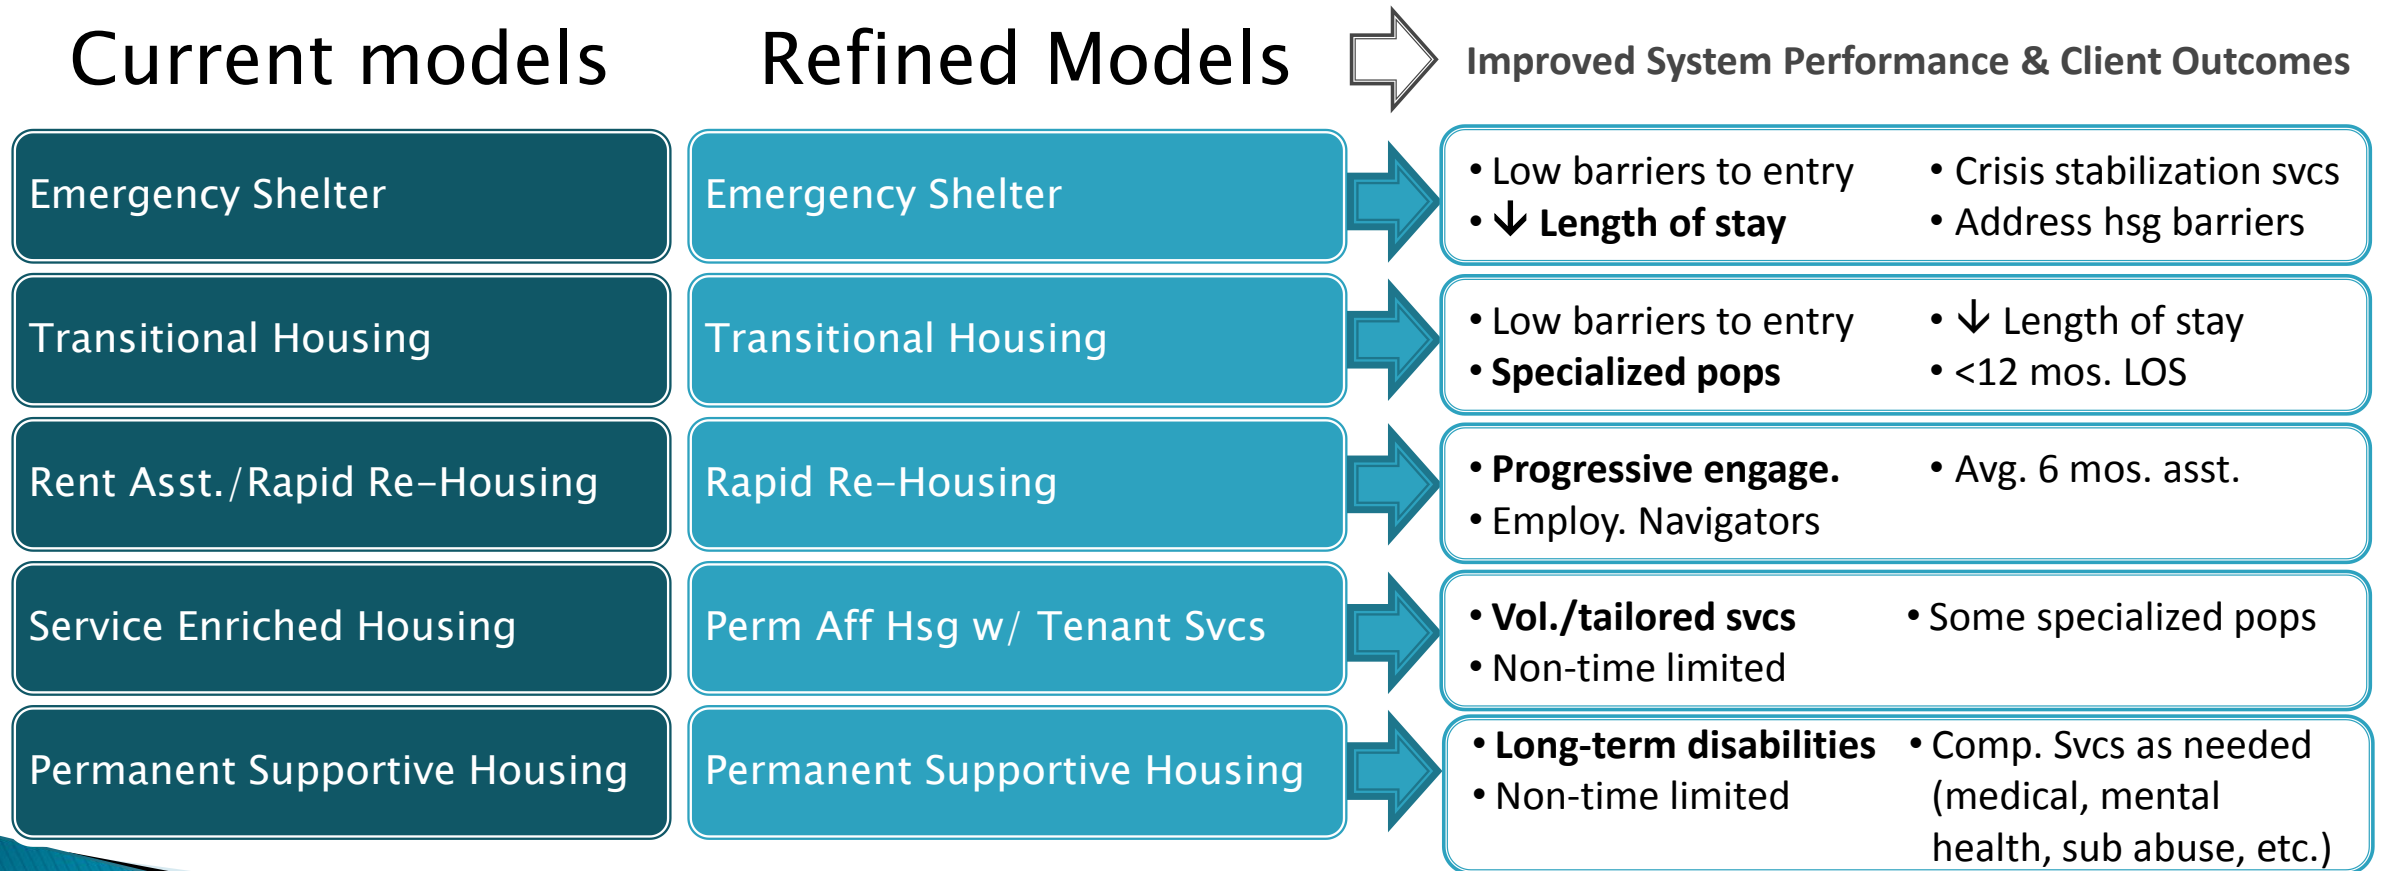 Current models
Refined Models
Improved System Performance & Client Outcomes
Emergency Shelter
Emergency Shelter
• Low barriers to entry
• ↓ Length of stay
• Crisis stabilization svcs
• Address hsg barriers
Transitional Housing
Transitional Housing
• Low barriers to entry
• Specialized pops
• ↓ Length of stay
• <12 mos. LOS
Rent Asst./Rapid Re-Housing
Rapid Re-Housing
• Progressive engage.
• Employ. Navigators
• Avg. 6 mos. asst.
Service Enriched Housing
Perm Aff Hsg w/ Tenant Svcs
• Vol./tailored svcs
• Non-time limited
• Some specialized pops
Permanent Supportive Housing
Permanent Supportive Housing
• Long-term disabilities
• Non-time limited
• Comp. Svcs as needed
(medical, mental
health, sub abuse, etc.)